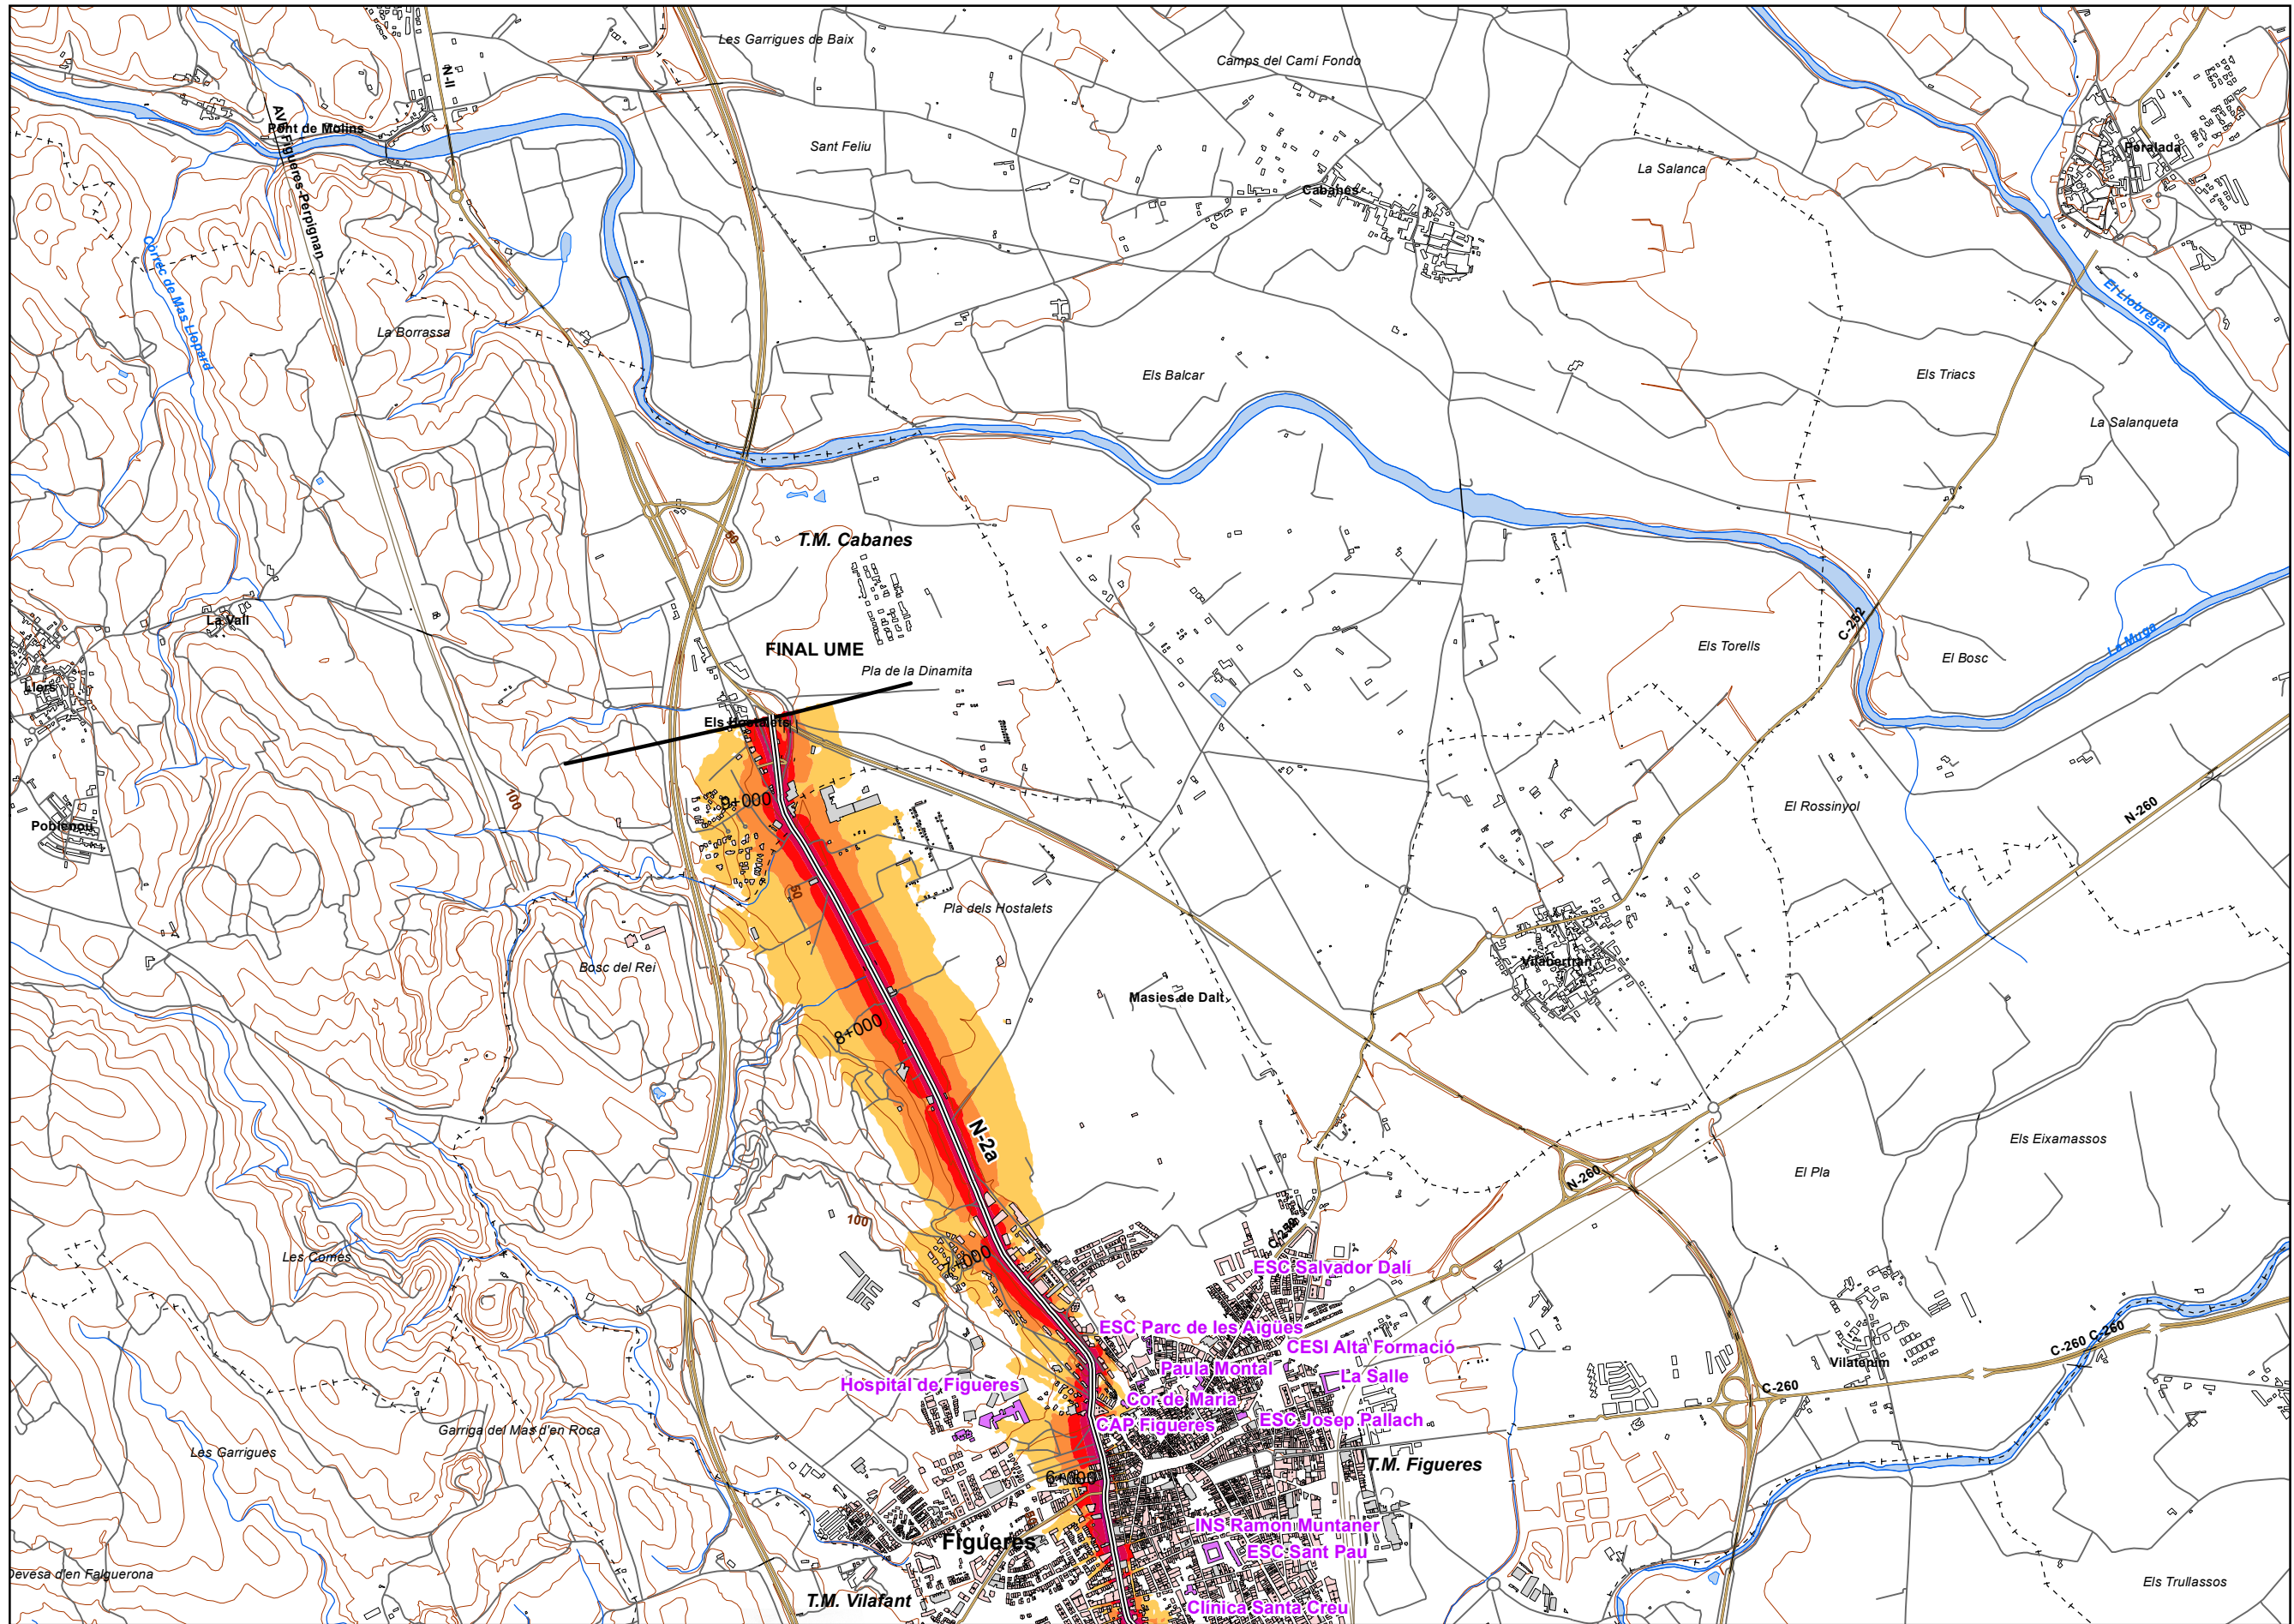 Les Garrigues de Baix
Camps del Camí Fondo
N-II
AVE Figueres-Perpignan
Pont de Molins
Sant Feliu
Peralada
La Salanca
Cabanes
Còrrec de Mas Llopard
El Llobregat
La Borrassa
Els Balcar
Els Triacs
La Salanqueta
50
T.M. Cabanes
La Vall
C-252
La Muga
FINAL UME
Els Torells
El Bosc
Pla de la Dinamita
Llers
Els Hostalets
100
9+000
El Rossinyol
N-260
Poblenou
50
Pla dels Hostalets
Vilabertran
Bosc del Rei
Masies de Dalt
8+000
N-2a
Els Eixamassos
El Pla
N-260
100
Les Comes
7+000
ESC Salvador Dalí
ESC Parc de les Aigües
CESI Alta Formació
C-260
C-260
Vilatenim
Paula Montal
La Salle
Hospital de Figueres
C-260
Cor de Maria
CAP Figueres
ESC Josep Pallach
Garriga del Mas d'en Roca
Les Garrigues
T.M. Figueres
6+000
INS Ramon Muntaner
Figueres
ESC Sant Pau
Devesa d'en Falguerona
Els Trullassos
T.M. Vilafant
Clínica Santa Creu